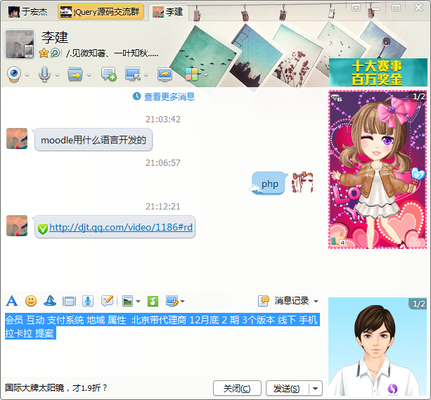 于宏杰 jQuery源码交流群 李建
李建
/.见微知著、一叶知秋.....
十大赛事
百万奖金
查看更多消息
21:03:42
moodle用什么语言开发的
21:06:57
php
21:12:21
http://djt.qq.com/video/1186#rd
1/2
消息记录
会员 互动 支付系统 地域 属性 北京带代理商 12月底 2 期 3个版本 线下 手机
拉卡拉 提案
1/2
国际大牌太阳镜，才1.9折？
关闭(C) 发送(S)